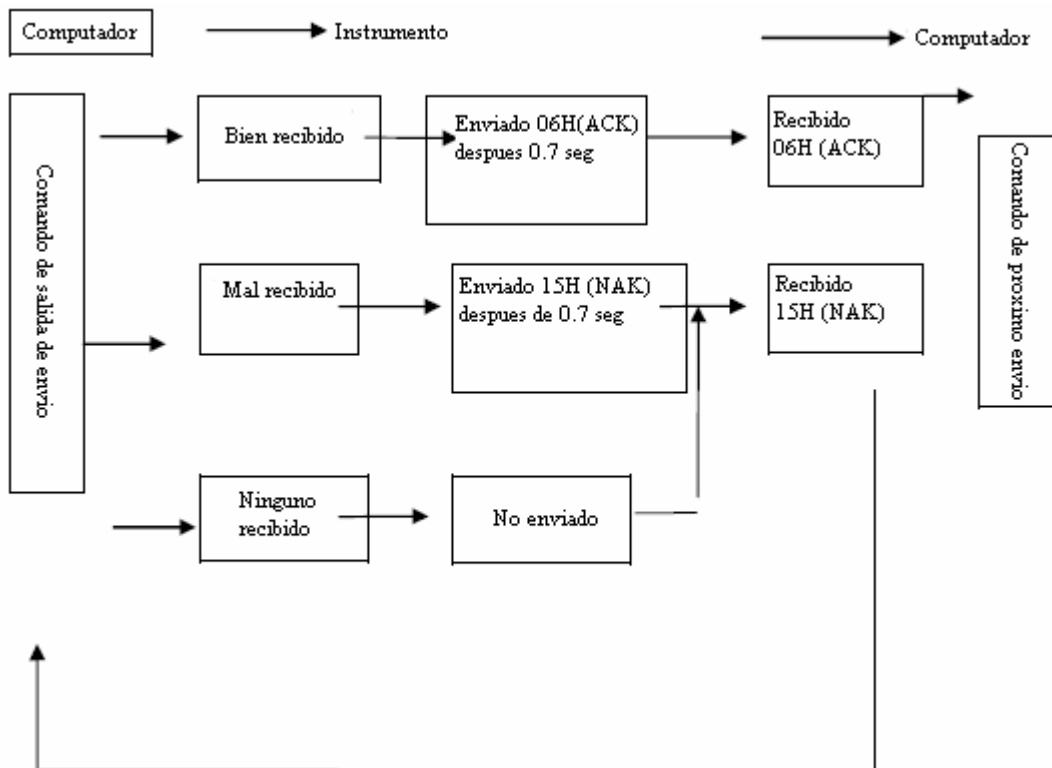 Computador
Instrumento
Computador
Comando de salida de envio
Bien recibido
Enviado 06H(ACK)
despues 0.7 seg
Recibido
06H (ACK)
Comando de proximo envio
Mal recibido
Enviado 15H (NAK)
despues de 0.7 seg
Recibido
15H (NAK)
Ninguno
recibido
No enviado